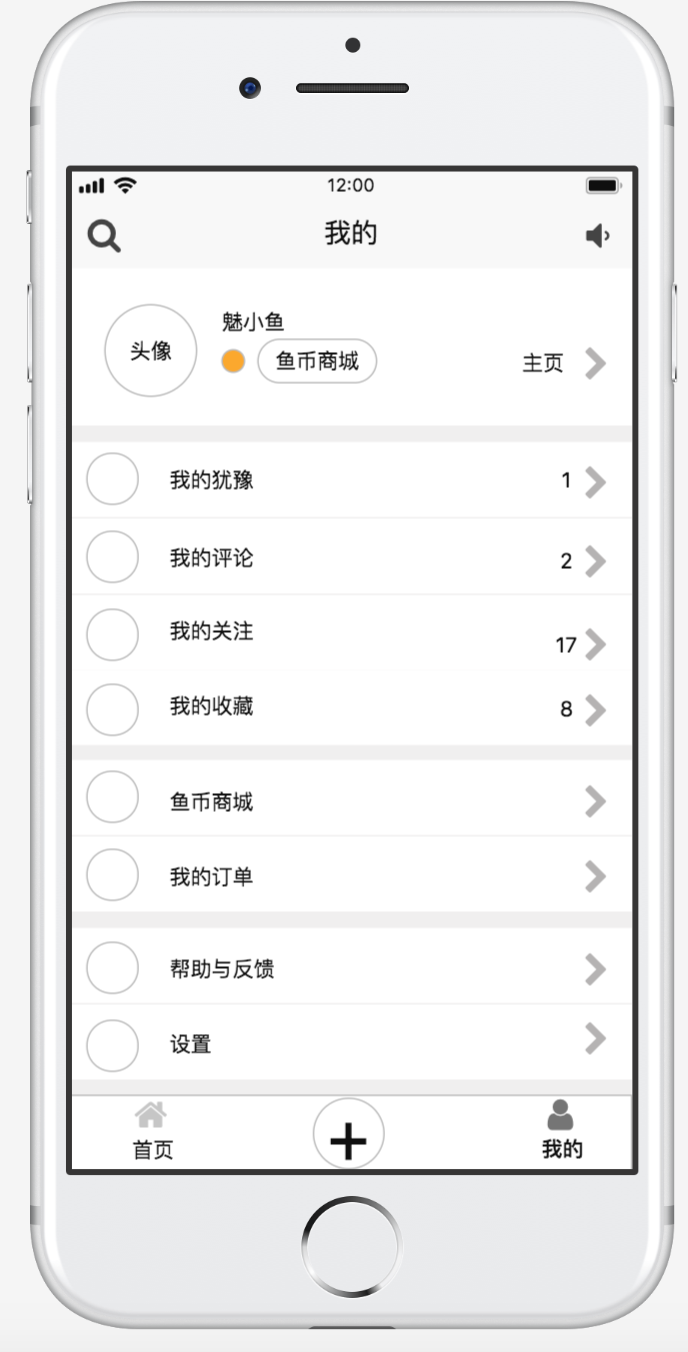 12:00
我的
头像
魅小鱼
鱼币商城
主页
我的犹豫 1
我的评论 2
我的关注 17
我的收藏 8
鱼币商城
我的订单
帮助与反馈
设置
首页
我的